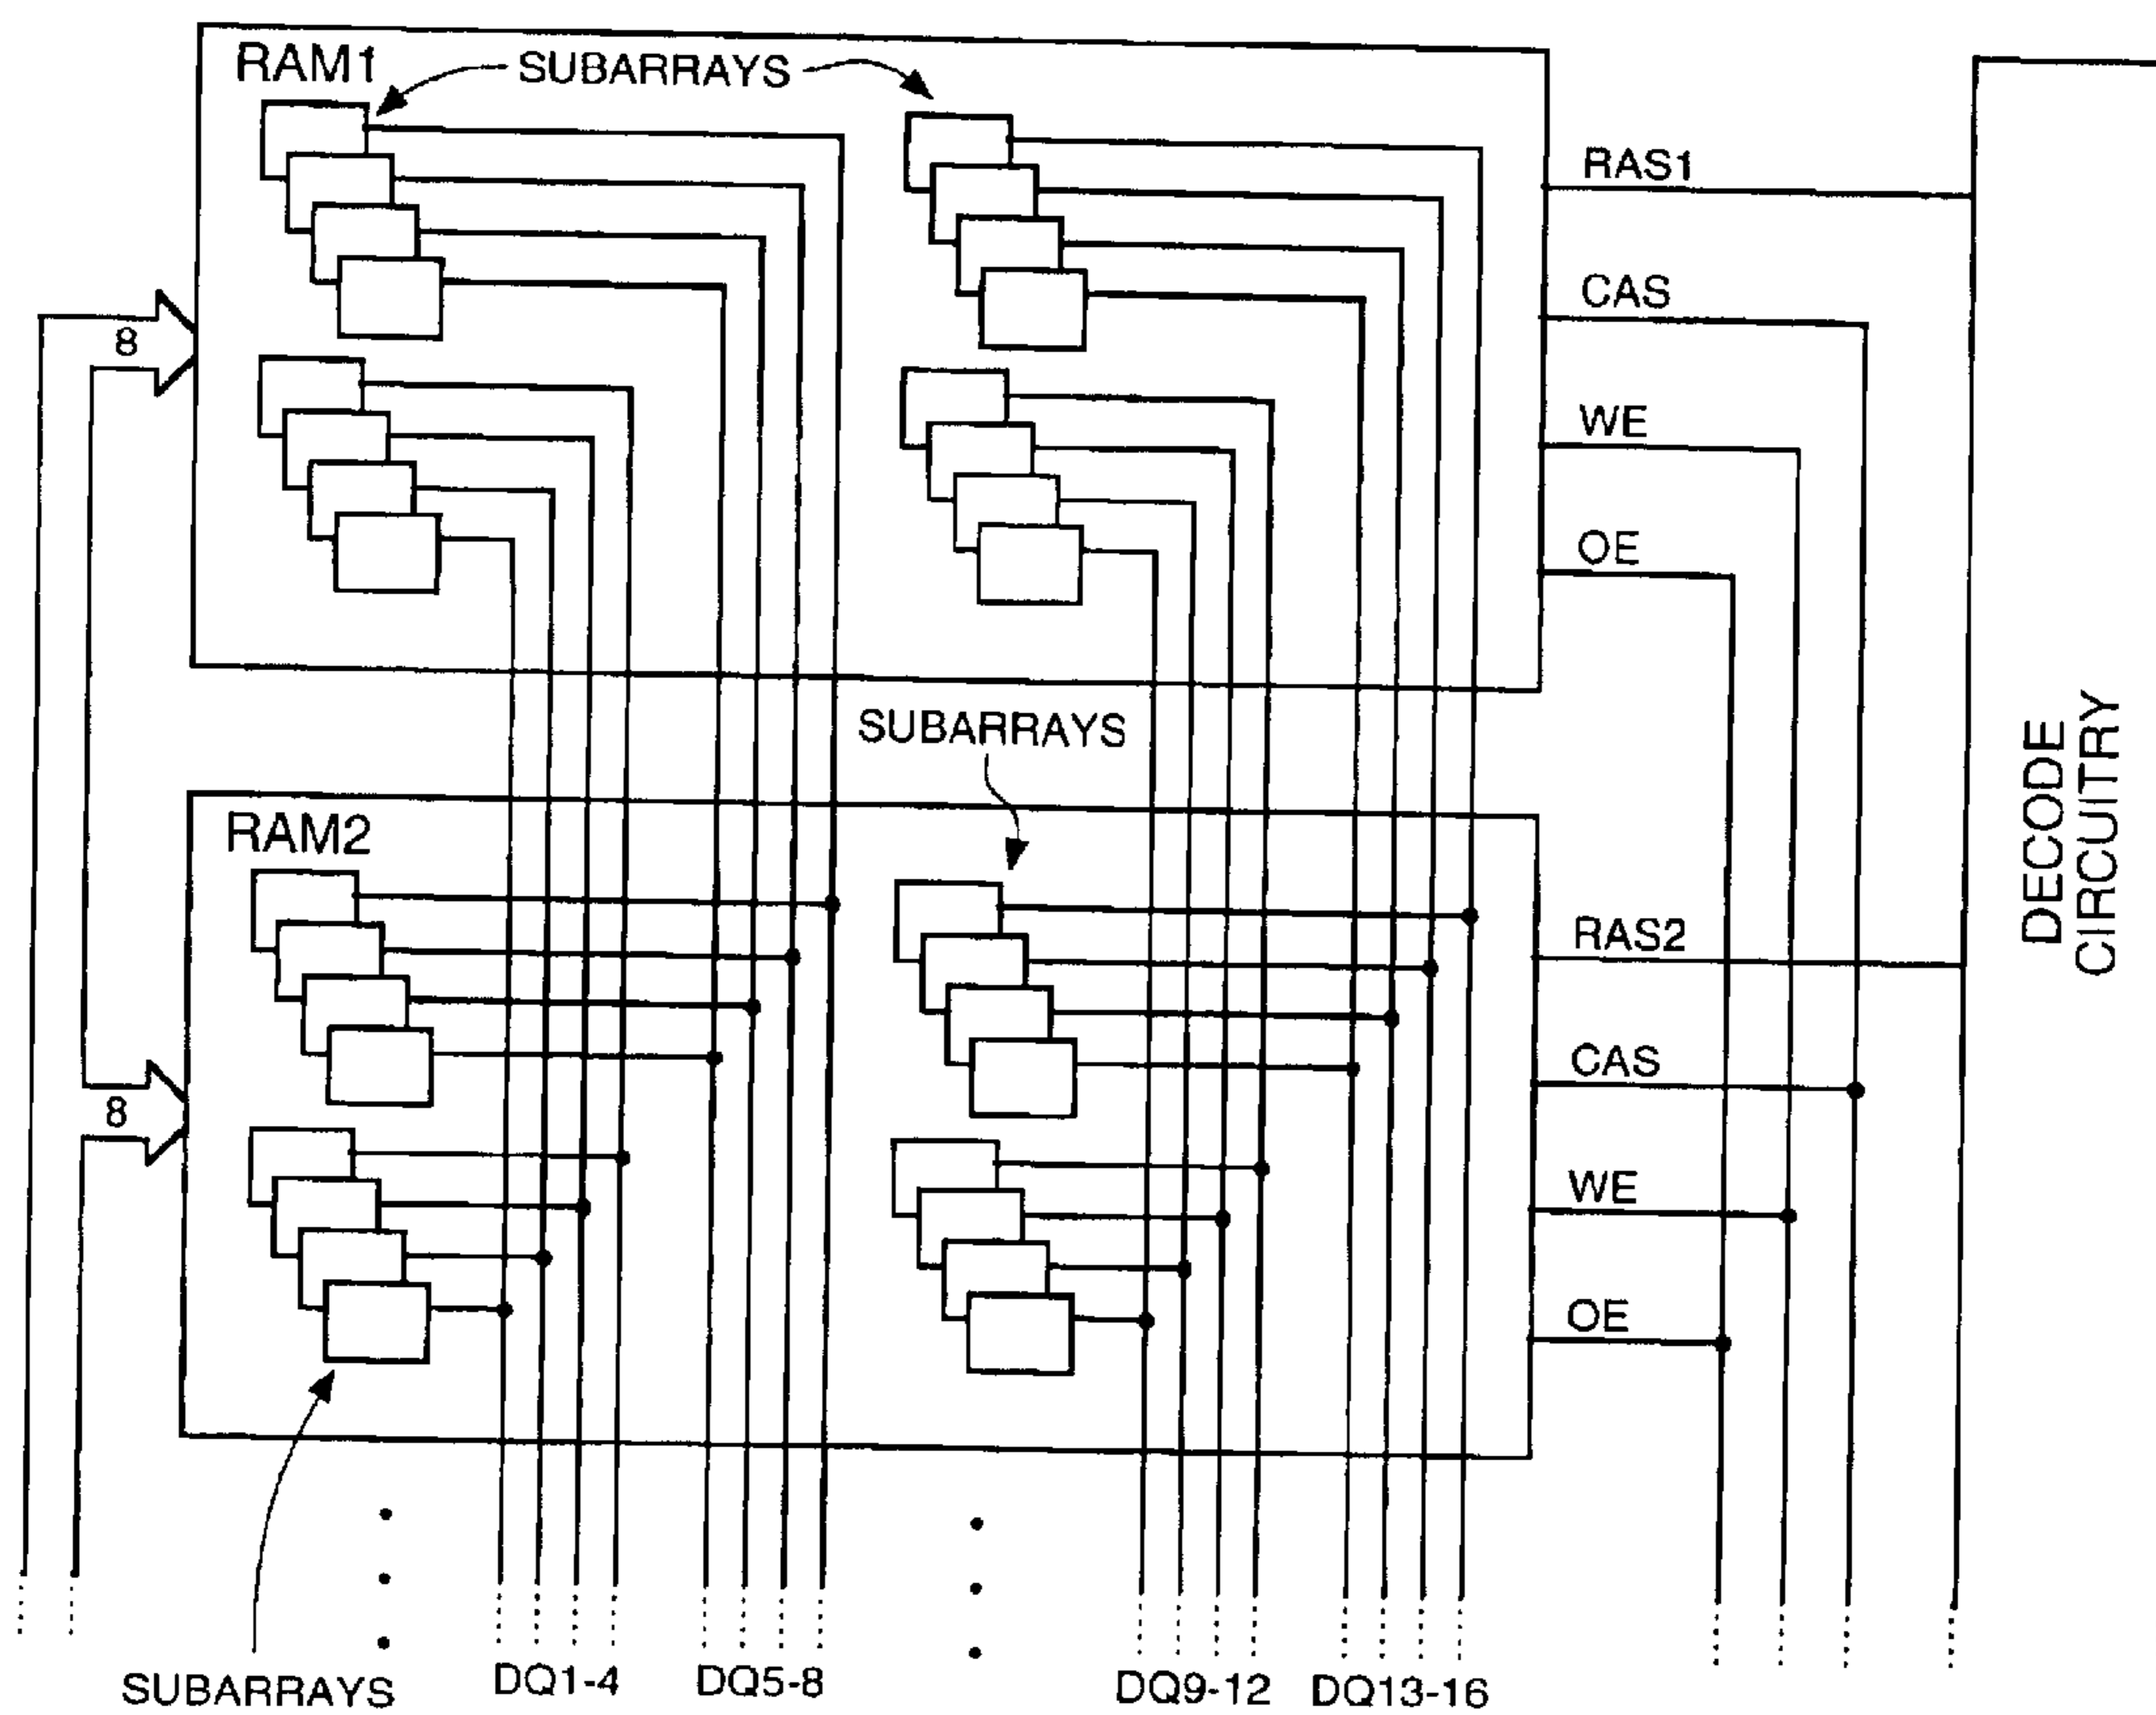 RAM1
SUBARRAYS
RAS1
CAS
8
WE
OE
SUBARRAYS
DECODE
CIRCUITRY
RAM2
RAS2
CAS
8
WE
OE
SUBARRAYS
DQ1-4
DQ5-8
DQ9-12
DQ13-16